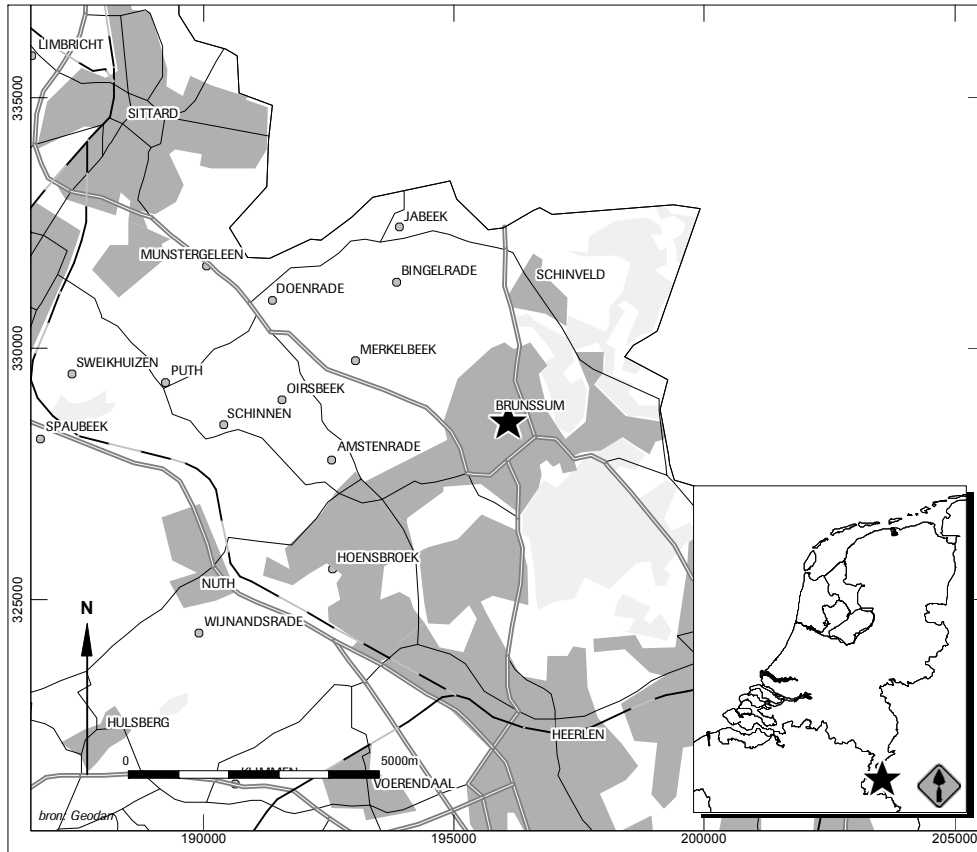 LIMBRICHT
335000
SITTARD
JABEEK
MUNSTERGELEEN
BINGELRADE
SCHINVELD
DOENRADE
330000
MERKELBEEK
SWEIKHUIZEN
PUTH
OIRSBEEK
BRUNSSUM
SCHINNEN
SPAUBEEK
AMSTENRADE
HOENSBROEK
NUTH
325000
N
WIJNANDSRADE
HULSBERG
HEERLEN
0
5000m
KLIMMEN
VOERENDAAL
bron: Geodan
190000
195000
200000
205000